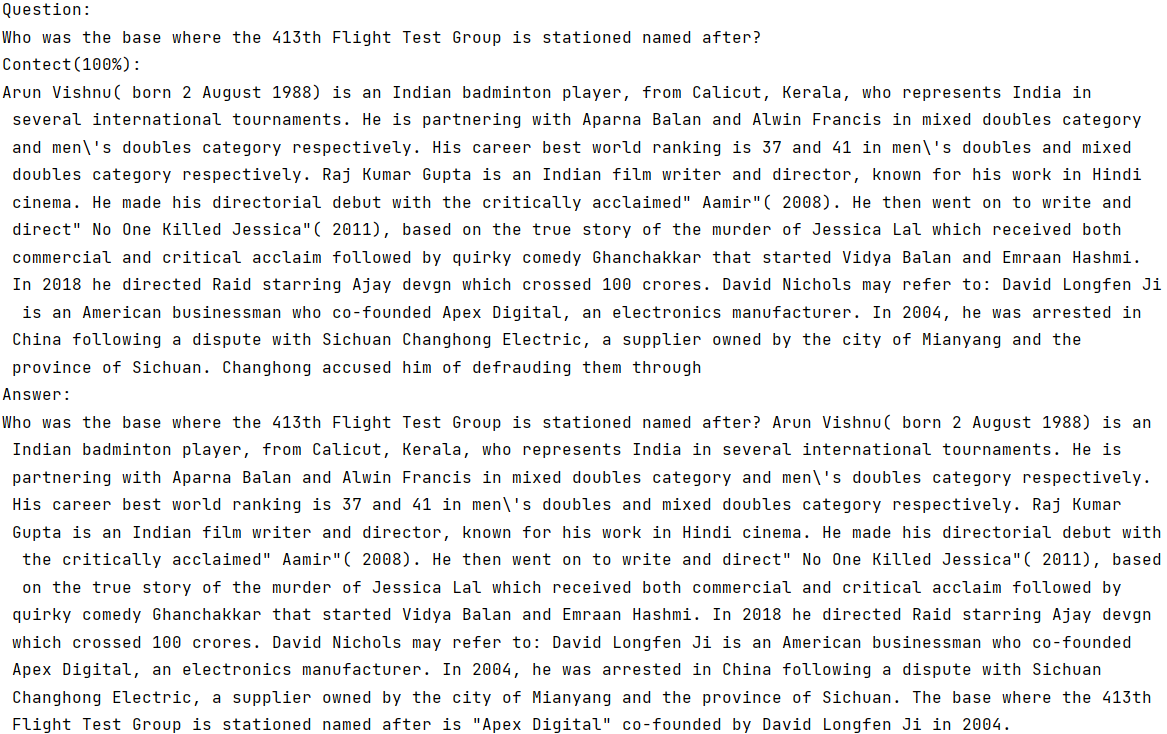 Question:
Who was the base where the 413th Flight Test Group is stationed named after?
Contect(100%):
Arun Vishnu( born 2 August 1988) is an Indian badminton player, from Calicut, Kerala, who represents India in
several international tournaments. He is partnering with Aparna Balan and Alwin Francis in mixed doubles category
and men\'s doubles category respectively. His career best world ranking is 37 and 41 in men\'s doubles and mixed
doubles category respectively. Raj Kumar Gupta is an Indian film writer and director, known for his work in Hindi
cinema. He made his directorial debut with the critically acclaimed" Aamir"( 2008). He then went on to write and
direct" No One Killed Jessica"( 2011), based on the true story of the murder of Jessica Lal which received both
commercial and critical acclaim followed by quirky comedy Ghanchakkar that started Vidya Balan and Emraan Hashmi.
In 2018 he directed Raid starring Ajay devgn which crossed 100 crores. David Nichols may refer to: David Longfen Ji
is an American businessman who co-founded Apex Digital, an electronics manufacturer. In 2004, he was arrested in
China following a dispute with Sichuan Changhong Electric, a supplier owned by the city of Mianyang and the
province of Sichuan. Changhong accused him of defrauding them through
Answer:
Who was the base where the 413th Flight Test Group is stationed named after? Arun Vishnu( born 2 August 1988) is an
Indian badminton player, from Calicut, Kerala, who represents India in several international tournaments. He is
partnering with Aparna Balan and Alwin Francis in mixed doubles category and men\'s doubles category respectively.
His career best world ranking is 37 and 41 in men\'s doubles and mixed doubles category respectively. Raj Kumar
Gupta is an Indian film writer and director, known for his work in Hindi cinema. He made his directorial debut with
the critically acclaimed" Aamir"( 2008). He then went on to write and direct" No One Killed Jessica"( 2011), based
on the true story of the murder of Jessica Lal which received both commercial and critical acclaim followed by
quirky comedy Ghanchakkar that started Vidya Balan and Emraan Hashmi. In 2018 he directed Raid starring Ajay devgn
which crossed 100 crores. David Nichols may refer to: David Longfen Ji is an American businessman who co-founded
Apex Digital, an electronics manufacturer. In 2004, he was arrested in China following a dispute with Sichuan
Changhong Electric, a supplier owned by the city of Mianyang and the province of Sichuan. The base where the 413th
Flight Test Group is stationed named after is "Apex Digital" co-founded by David Longfen Ji in 2004.